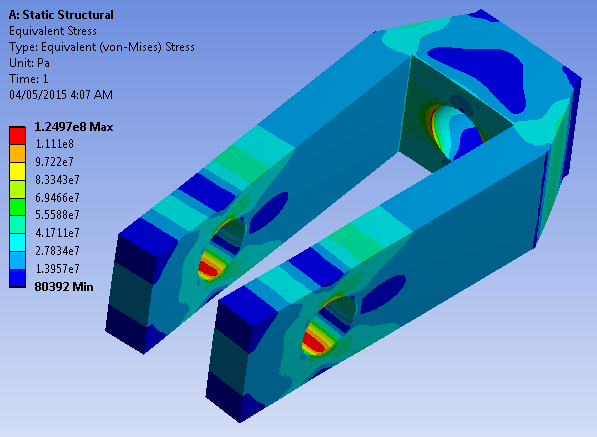 A: Static Structural
Equivalent Stress
Type: Equivalent (von-Mises) Stress
Unit: Pa
Time: 1
04/05/2015 4:07 AM
1.2497e8 Max
1.111e8
9.722e7
8.3343e7
6.9466e7
5.5588e7
4.1711e7
2.7834e7
1.3957e7
80392 Min